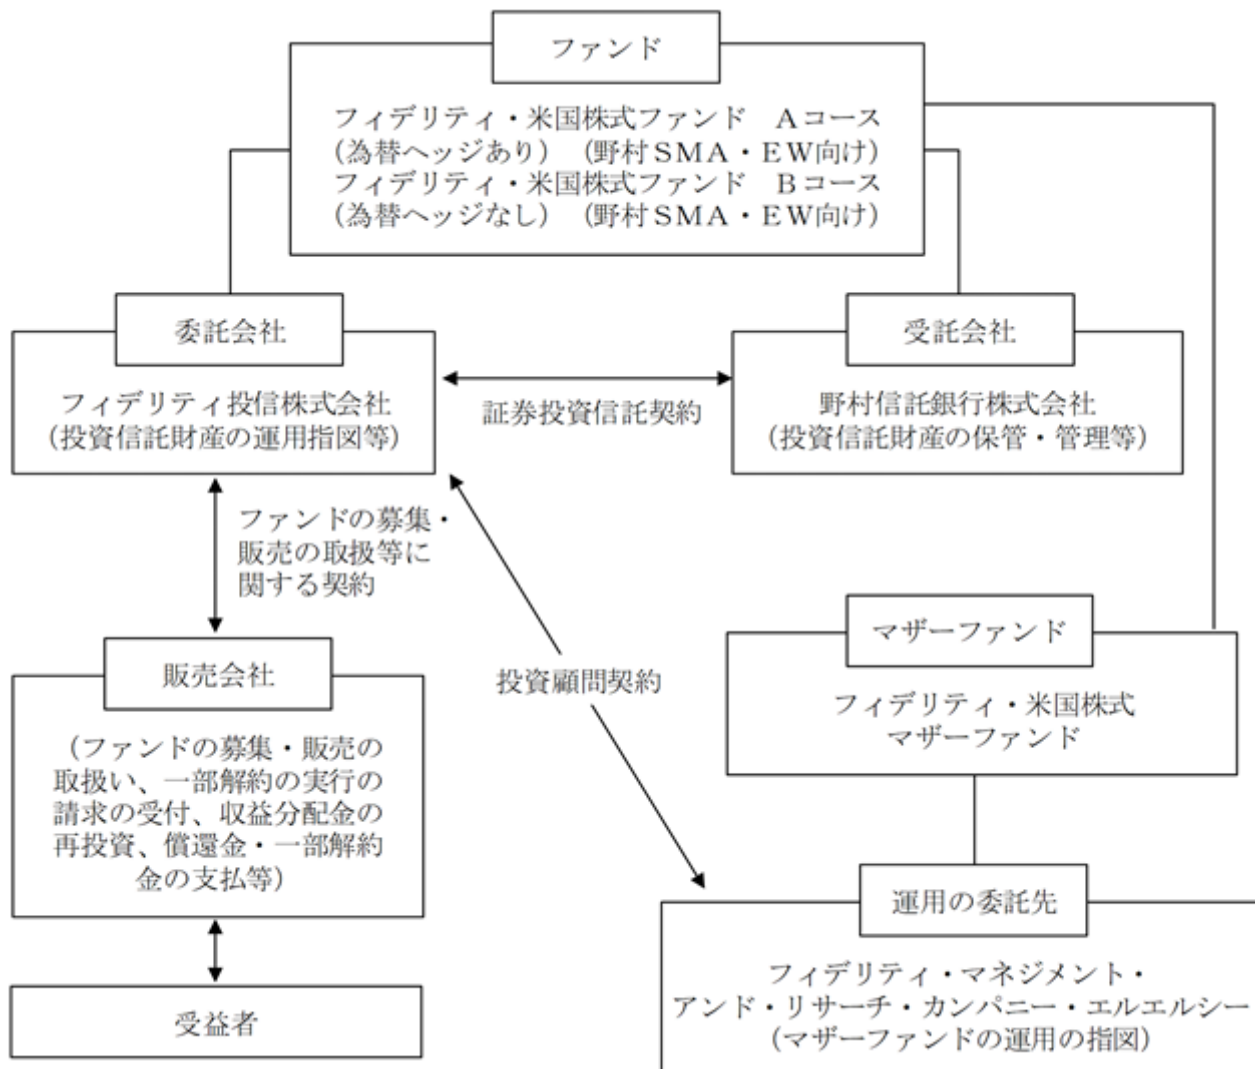 ファンド
フィデリティ・米国株式ファンド　Ａコース
（為替ヘッジあり）（野村ＳＭＡ・ＥＷ向け）
フィデリティ・米国株式ファンド　Ｂコース
（為替ヘッジなし）（野村ＳＭＡ・ＥＷ向け）
委託会社
フィデリティ投信株式会社
（投資信託財産の運用指図等）
証券投資信託契約
受託会社
野村信託銀行株式会社
（投資信託財産の保管・管理等）
ファンドの募集・
販売の取扱等に
関する契約
投資顧問契約
マザーファンド
フィデリティ・米国株式
マザーファンド
販売会社
（ファンドの募集・販売の
取扱い、一部解約の実行の
請求の受付、収益分配金の
再投資、償還金・一部解約
金の支払等）
運用の委託先
フィデリティ・マネジメント・
アンド・リサーチ・カンパニー・エルエルシー
（マザーファンドの運用の指図）
受益者